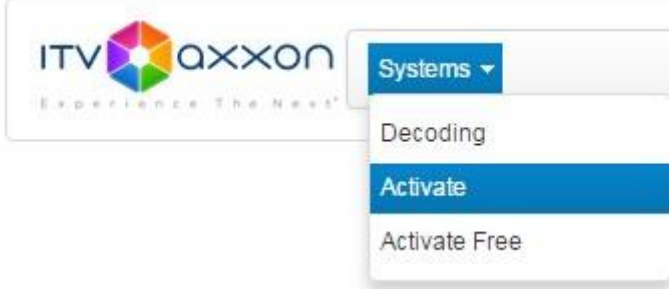 ITV axxon
Experience The Next®
Systems
Decoding
Activate
Activate Free